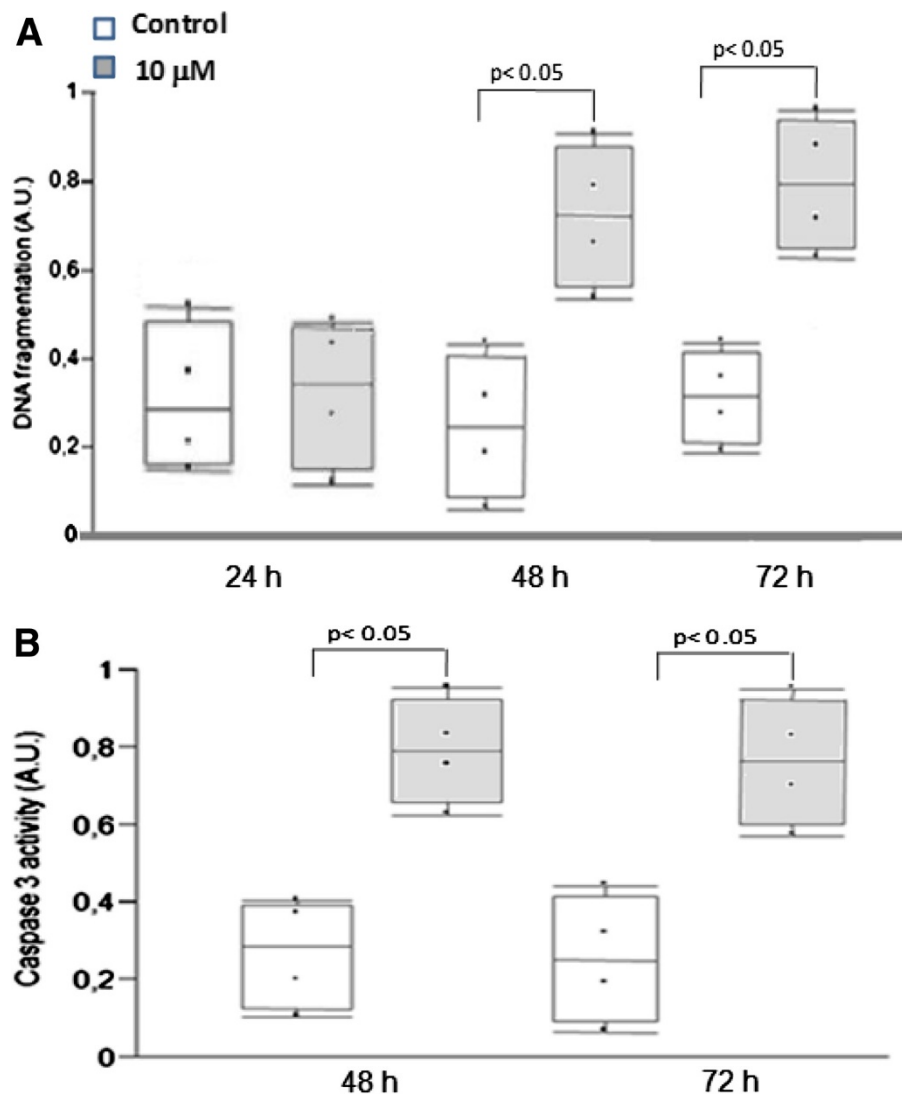 A
Control
10 μM
DNA fragmentation (A.U.)
1
0,8
0,6
0,4
0,2
0
p< 0.05
p< 0.05
24 h
48 h
72 h
B
Caspase 3 activity (A.U.)
1
0,8
0,6
0,4
0,2
0
p< 0.05
p< 0.05
48 h
72 h